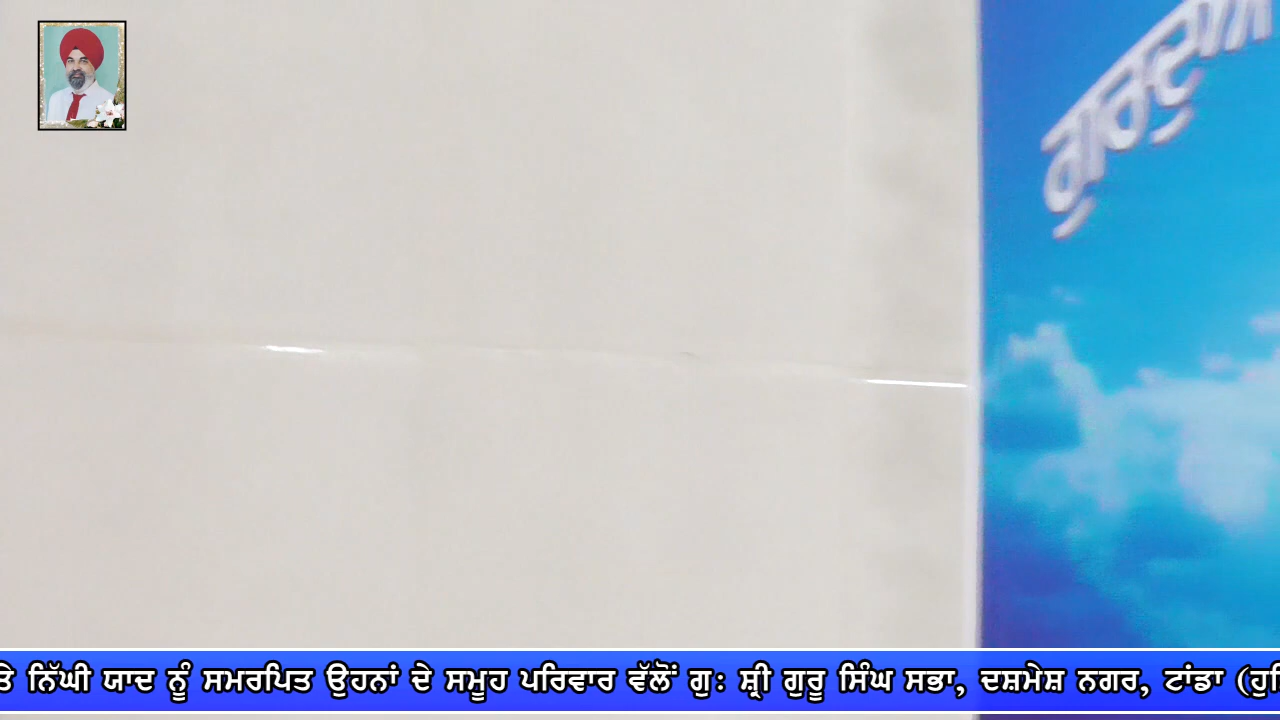 ਨਿੱਘੀ ਯਾਦ ਨੂੰ ਸਮਰਪਿਤ ਉਹਨਾਂ ਦੇ ਸਮੂਹ ਪਰਿਵਾਰ ਵੱਲੋਂ ਗੁ: ਸ਼੍ਰੀ ਗੁਰੂ ਸਿੰਘ ਸਭਾ, ਦਸ਼ਮੇਸ਼ ਨਗਰ, ਟਾਂਡਾ